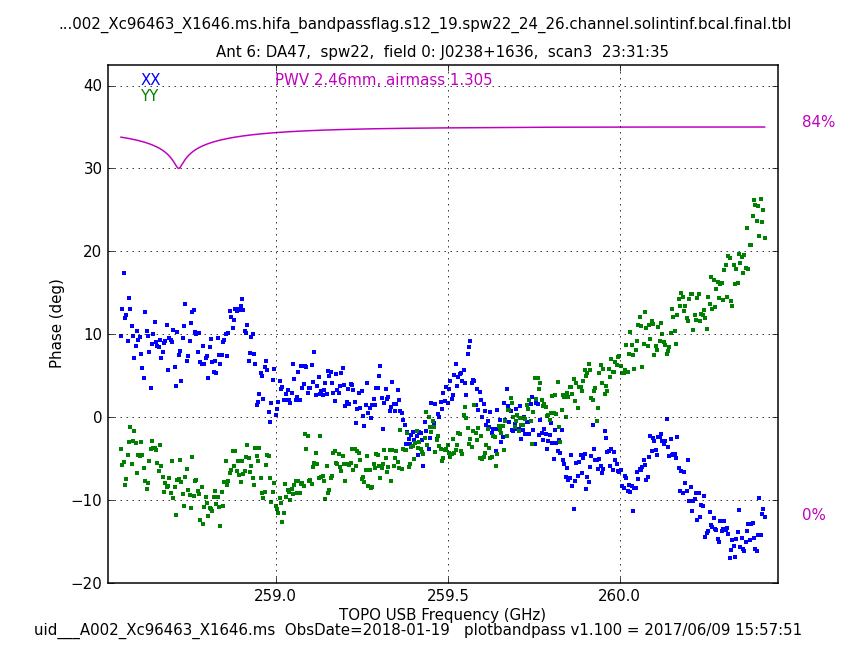 ...002_Xc96463_X1646.ms.hifa_bandpassflag.s12_19.spw22_24_26.channel.solintinf.bcal.final.tbl
Ant 6: DA47,  spw22,  field 0: J0238+1636,  scan3  23:31:35
XX
PWV 2.46mm, airmass 1.305
YY
84%
0%
40
30
20
10
0
−10
−20
Phase (deg)
259.0
259.5
260.0
TOPO USB Frequency (GHz)
uid___A002_Xc96463_X1646.ms  ObsDate=2018-01-19   plotbandpass v1.100 = 2017/06/09 15:57:51